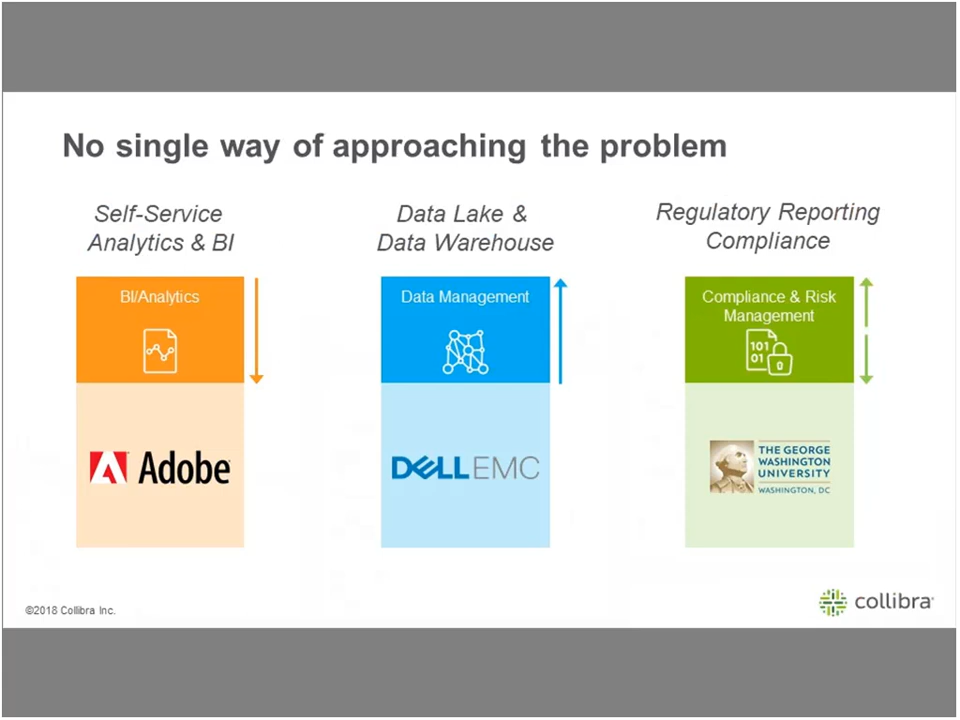 No single way of approaching the problem
Self-Service
Analytics & BI
Data Lake &
Data Warehouse
Regulatory Reporting
Compliance
BI/Analytics
Data Management
Compliance & Risk
Management
101
01
Adobe
DELLEMC
THE GEORGE
WASHINGTON
UNIVERSITY
WASHINGTON, DC
©2018 Collibra Inc.
collibra